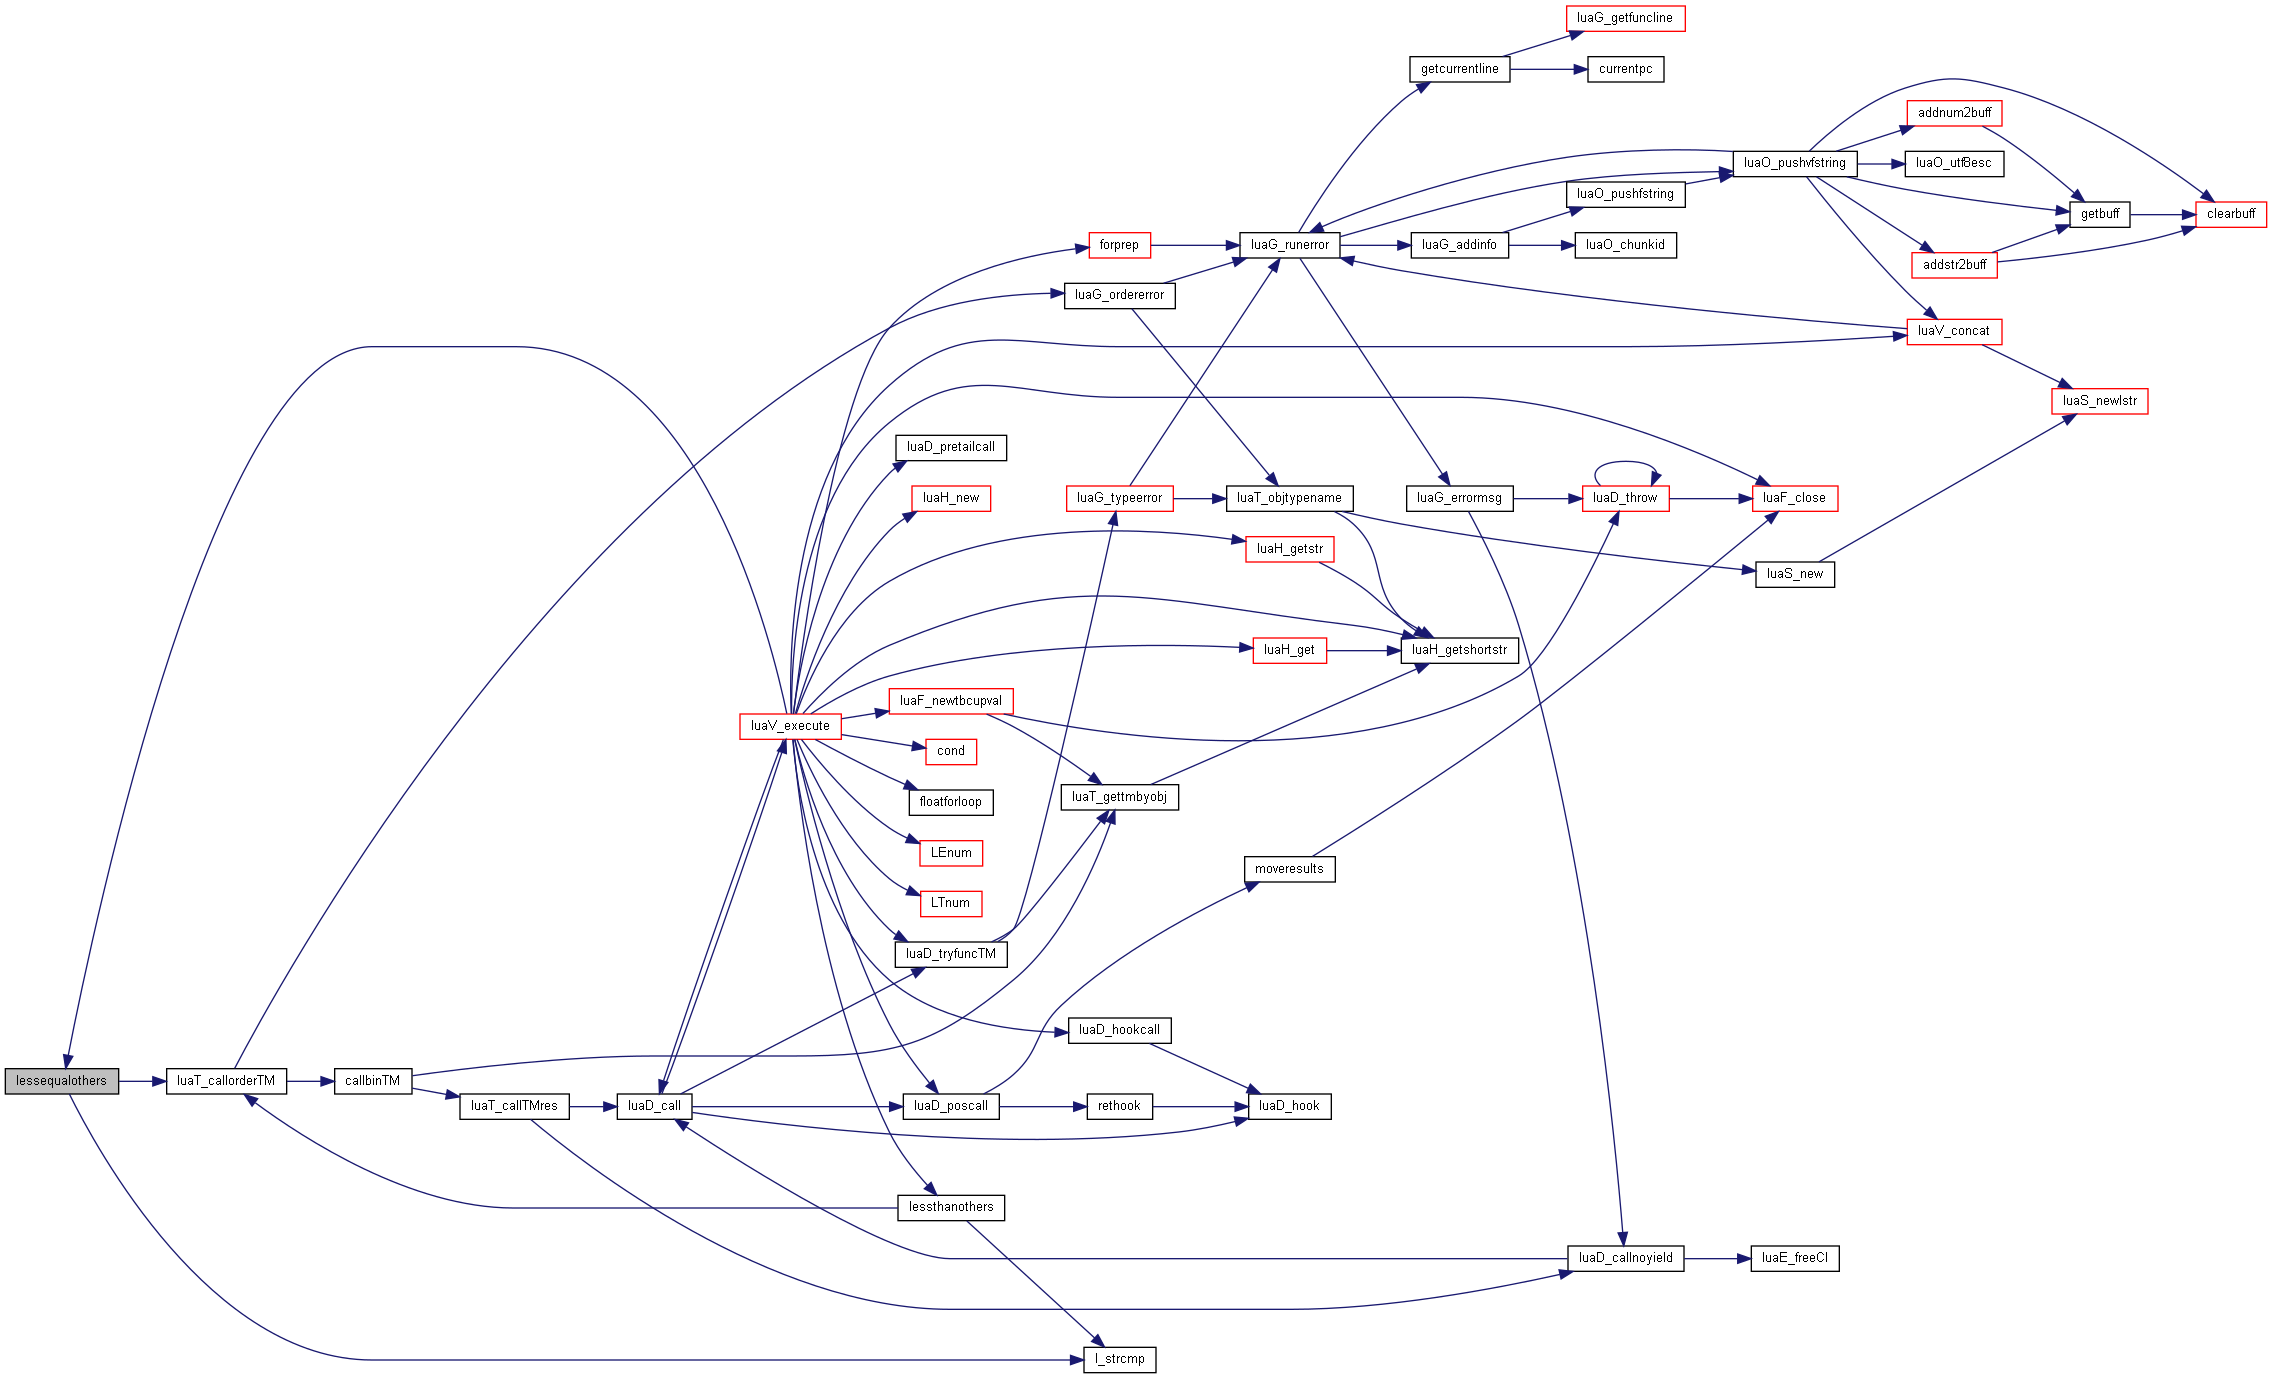 luaG_getfuncline
getcurrentline
currentpc
addnum2buff
luaO_pushvfstring
luaO_utf8esc
luaO_pushfstring
getbuff
clearbuff
forprep
luaG_runerror
luaG_addinfo
luaO_chunkid
addstr2buff
luaG_ordererror
luaV_concat
luaS_newlstr
luaD_pretailcall
luaH_new
luaG_typeerror
luaT_objtypename
luaG_errormsg
luaD_throw
luaF_close
luaH_getstr
luaS_new
luaH_get
luaH_getshortstr
luaF_newtbcupval
luaV_execute
cond
luaT_gettmbyobj
floatforloop
LEnum
moveresults
LTnum
luaD_tryfuncTM
luaD_hookcall
lessequalothers
luaT_callorderTM
callbinTM
luaT_callTMres
luaD_call
luaD_poscall
rethook
luaD_hook
lessthanothers
luaD_callnoyield
luaE_freeCI
l_strcmp